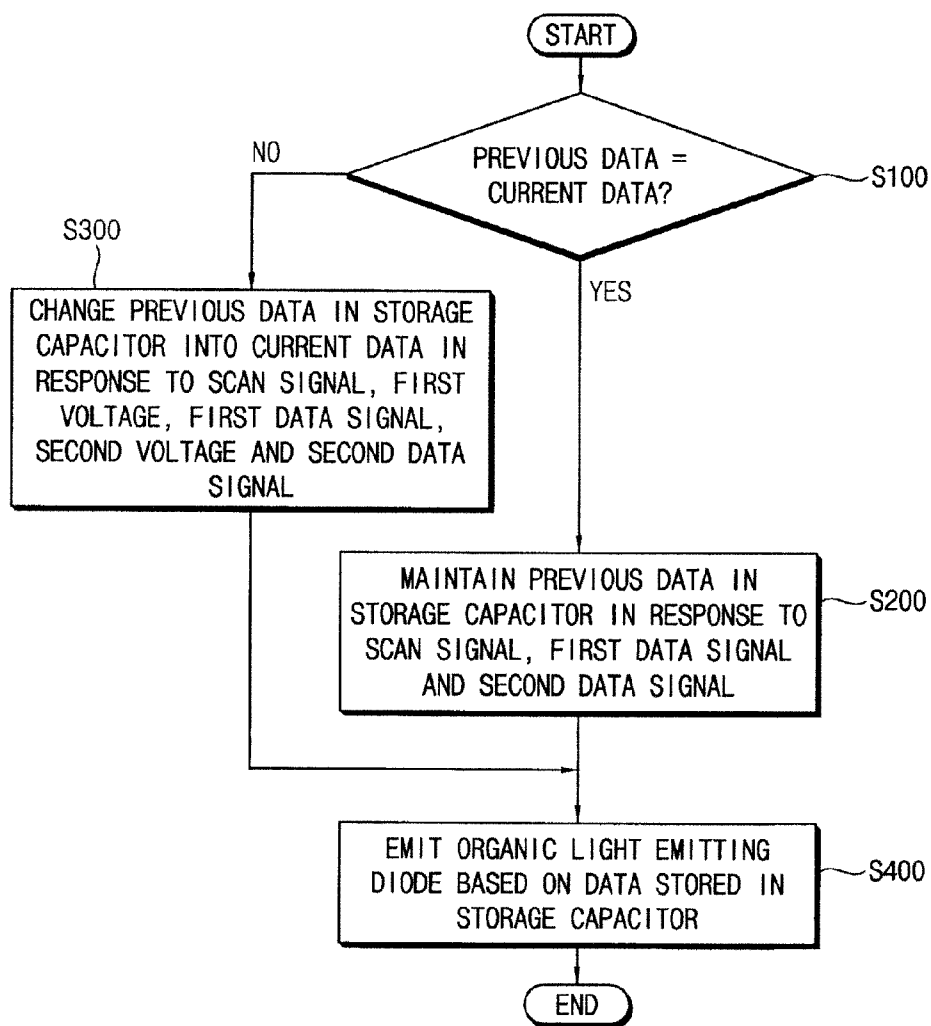 START
PREVIOUS DATA =
CURRENT DATA?
S100
NO
YES
S300
CHANGE PREVIOUS DATA IN STORAGE
CAPACITOR INTO CURRENT DATA IN
RESPONSE TO SCAN SIGNAL, FIRST
VOLTAGE, FIRST DATA SIGNAL,
SECOND VOLTAGE AND SECOND DATA
SIGNAL
MAINTAIN PREVIOUS DATA IN
STORAGE CAPACITOR IN RESPONSE TO
SCAN SIGNAL, FIRST DATA SIGNAL
AND SECOND DATA SIGNAL
S200
EMIT ORGANIC LIGHT EMITTING
DIODE BASED ON DATA STORED IN
STORAGE CAPACITOR
S400
END